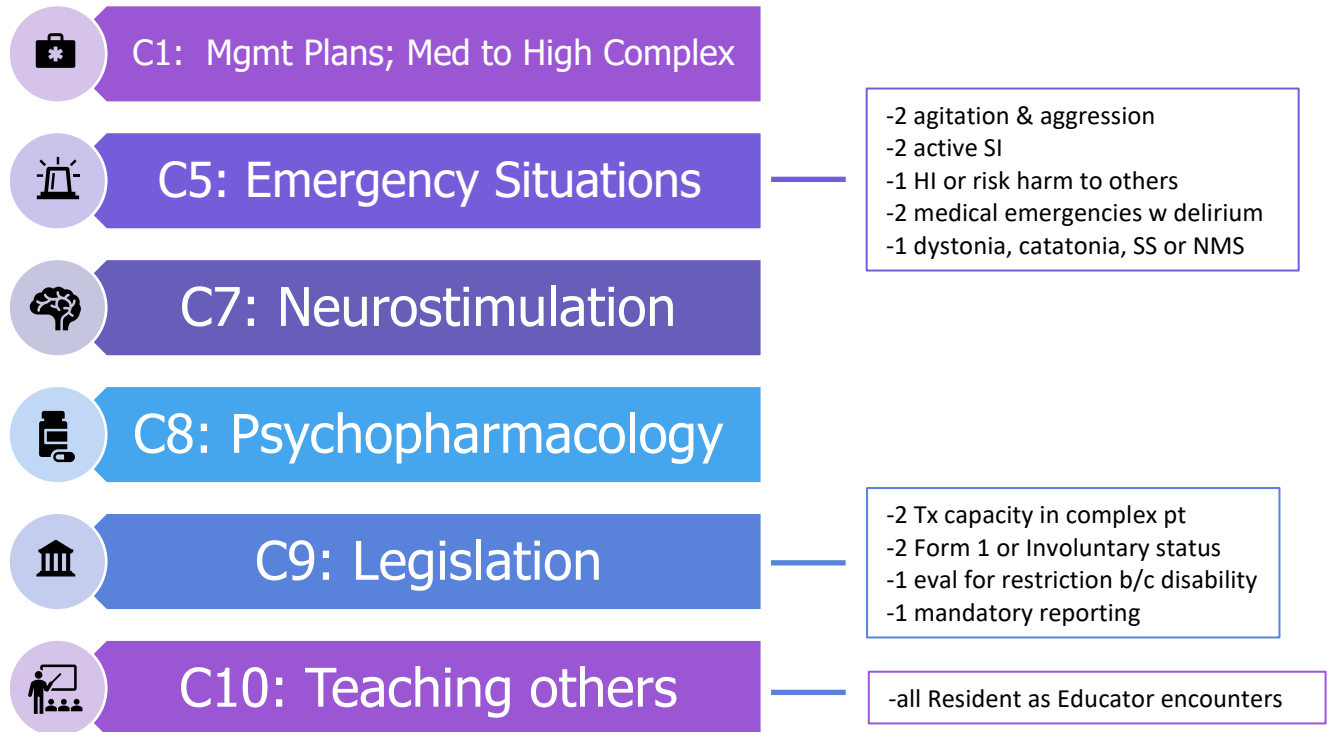 C1:  Mgmt Plans; Med to High Complex
C5: Emergency Situations
-2 agitation & aggression
-2 active SI
-1 HI or risk harm to others
-2 medical emergencies w delirium
-1 dystonia, catatonia, SS or NMS
C7: Neurostimulation
C8: Psychopharmacology
C9: Legislation
-2 Tx capacity in complex pt
-2 Form 1 or Involuntary status
-1 eval for restriction b/c disability
-1 mandatory reporting
C10: Teaching others
-all Resident as Educator encounters